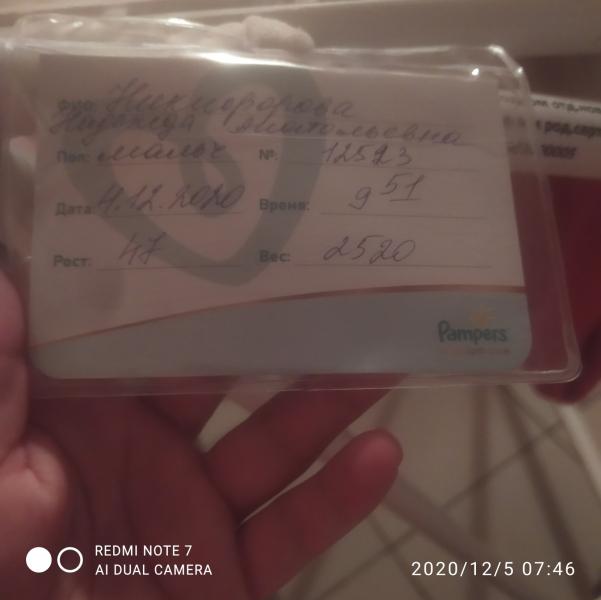 ФИО: Никифорова
Надежда Анатольевна
Пол: мальч №: 12523
Дата: 4.12.2020 Время: 9 51
Рост: 47 Вес: 2520
Pampers
REDMI NOTE 7
AI DUAL CAMERA
2020/12/5 07:46